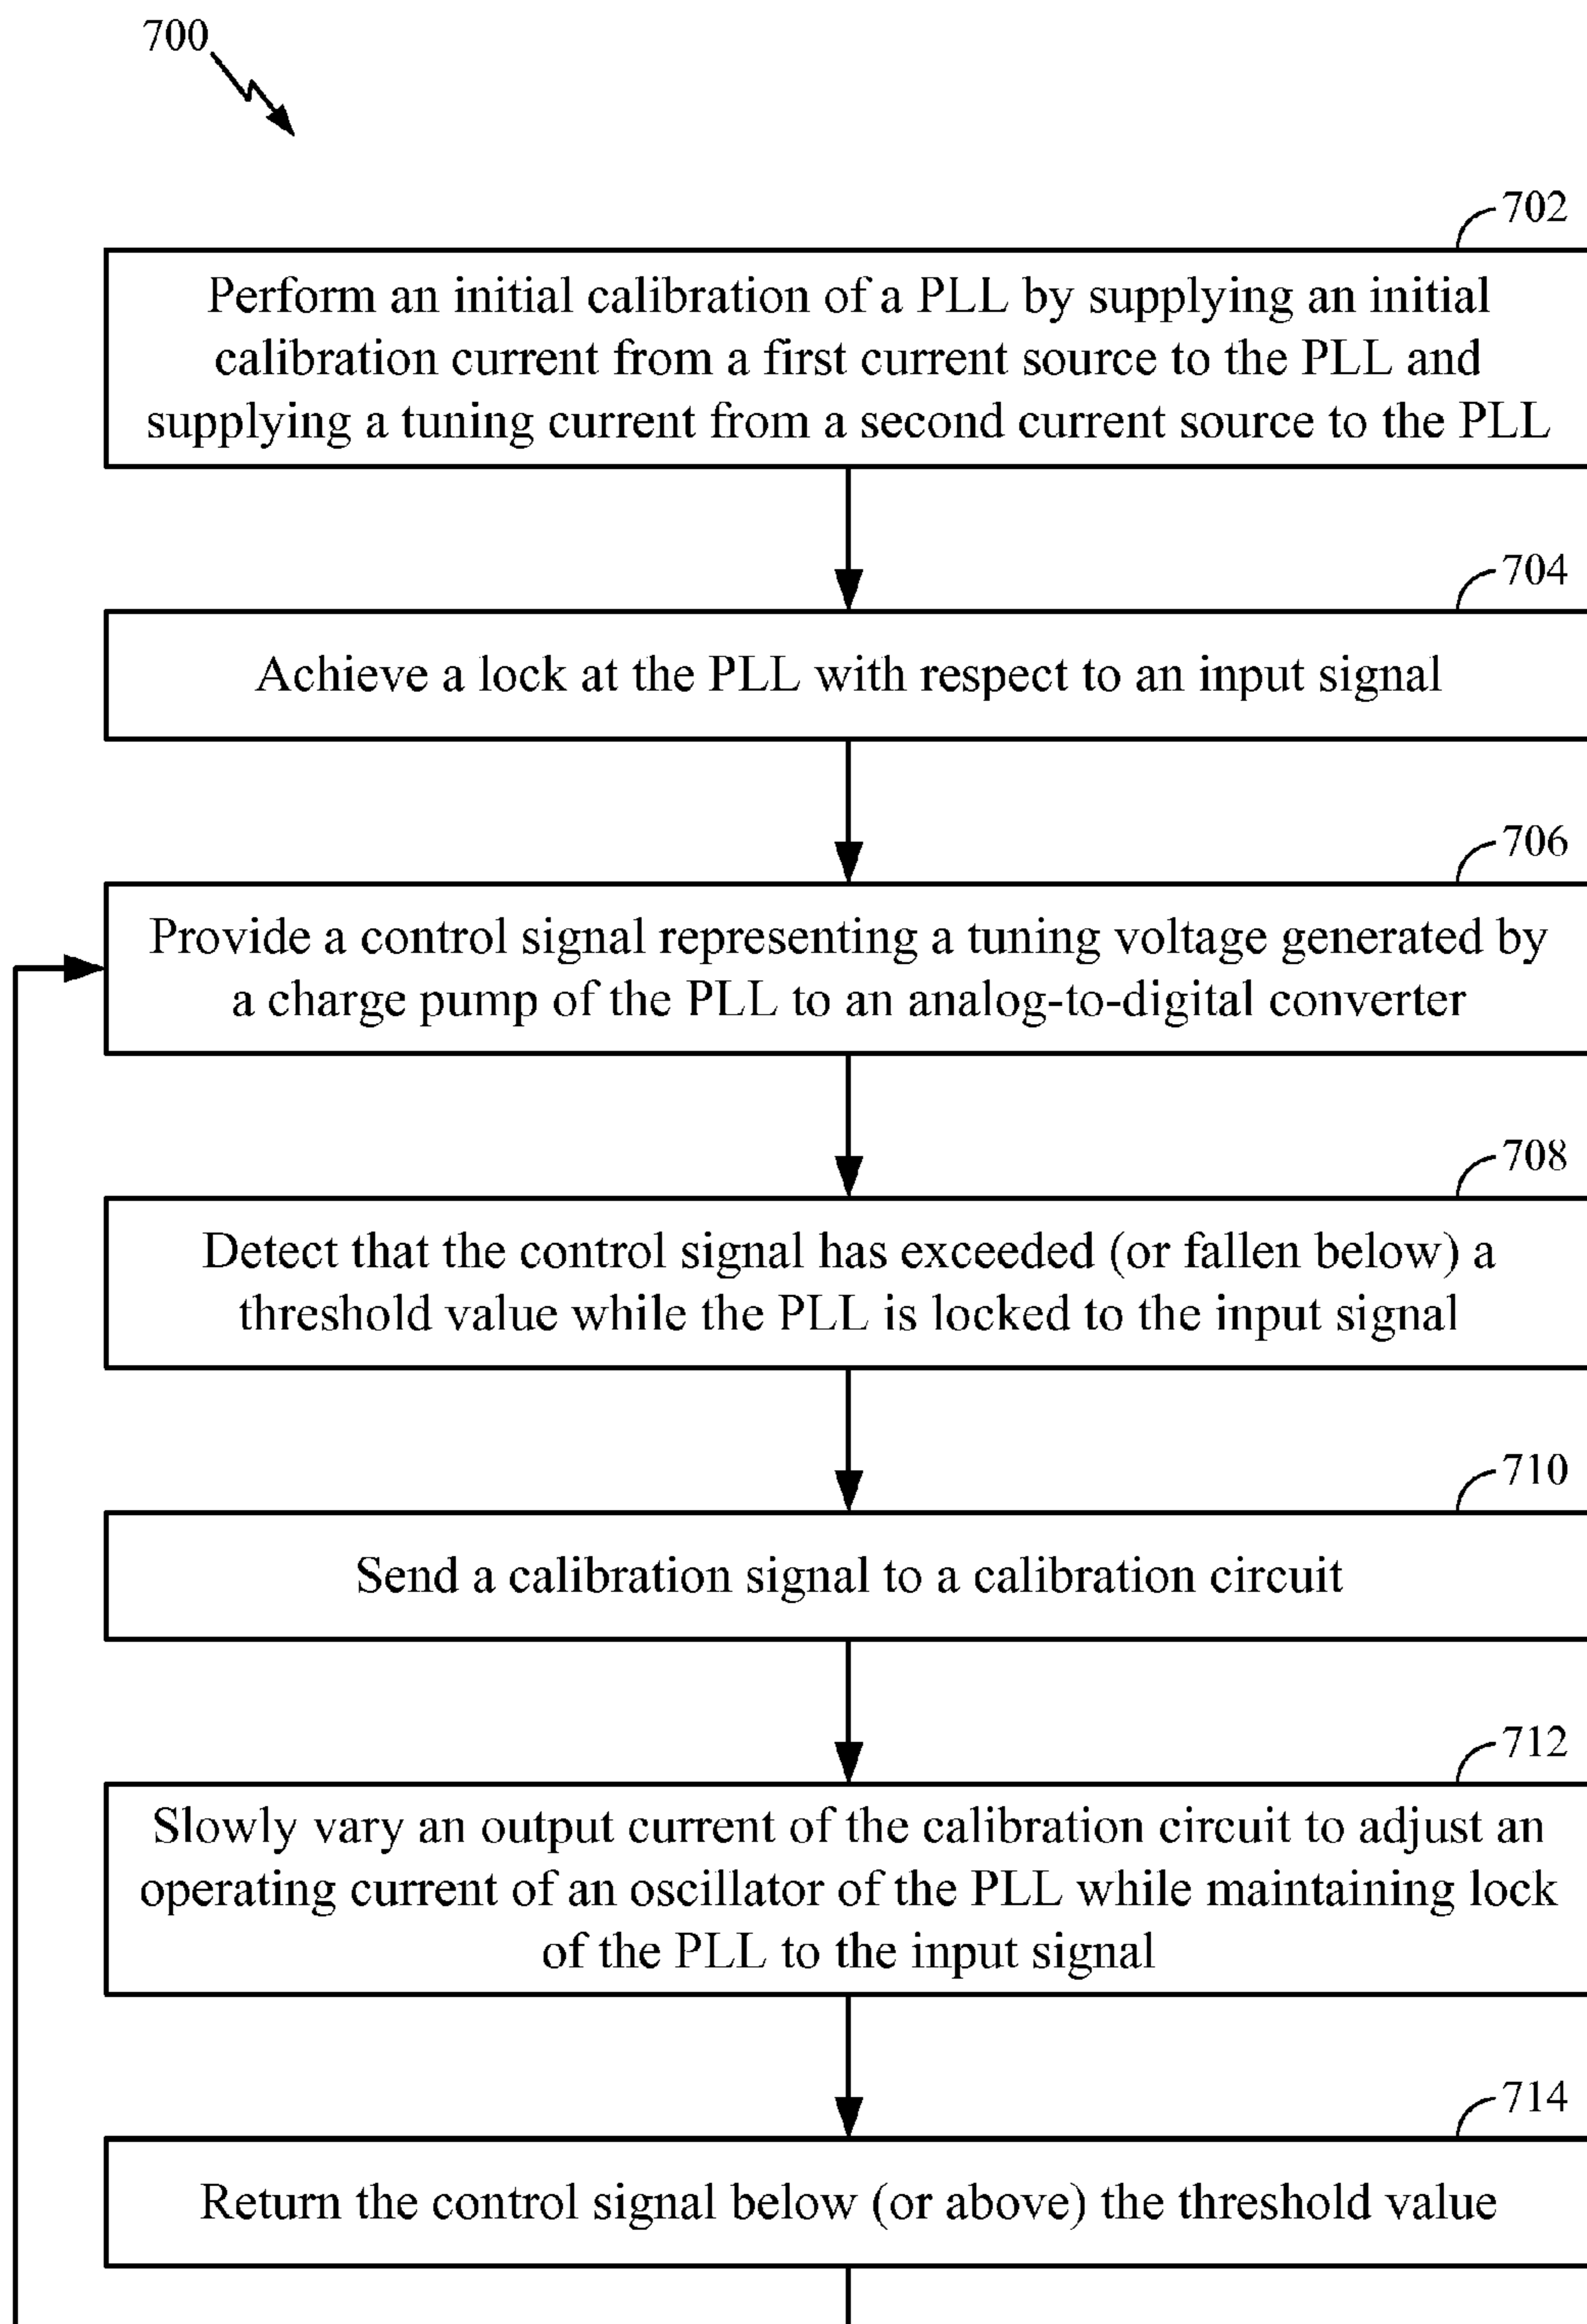 700
702
Perform an initial calibration of a PLL by supplying an initial
calibration current from a first current source to the PLL and
supplying a tuning current from a second current source to the PLL
704
Achieve a lock at the PLL with respect to an input signal
706
Provide a control signal representing a tuning voltage generated by
a charge pump of the PLL to an analog-to-digital converter
708
Detect that the control signal has exceeded (or fallen below) a
threshold value while the PLL is locked to the input signal
710
Send a calibration signal to a calibration circuit
712
Slowly vary an output current of the calibration circuit to adjust an
operating current of an oscillator of the PLL while maintaining lock
of the PLL to the input signal
714
Return the control signal below (or above) the threshold value